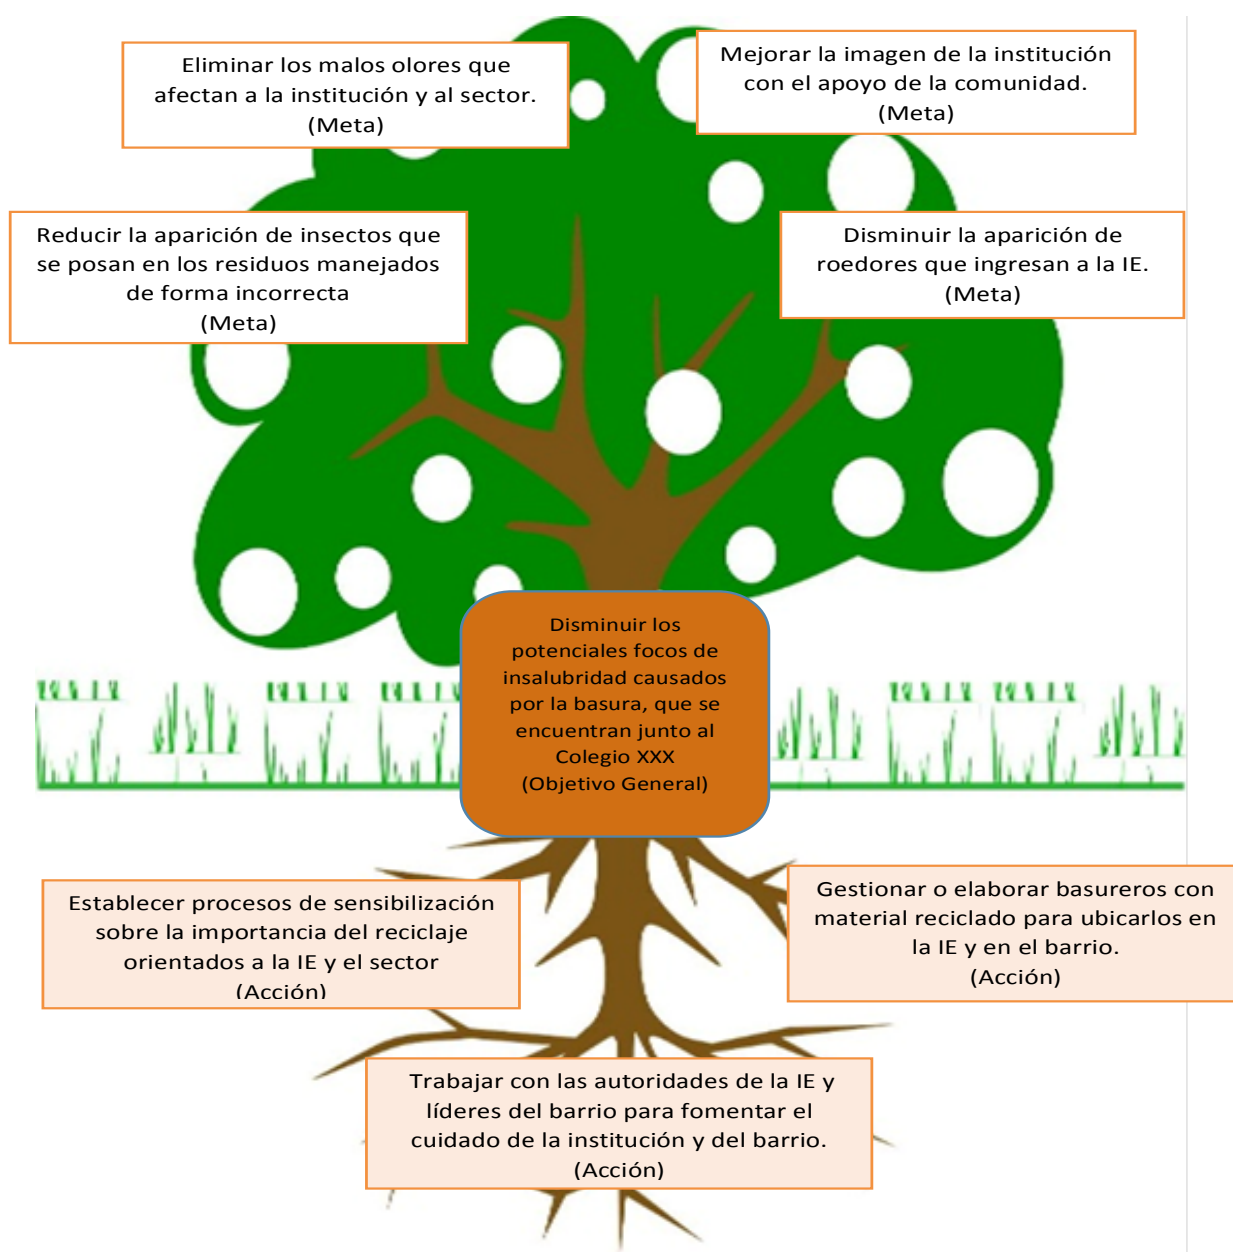 Eliminar los malos olores que
afectan a la institución y al sector.
(Meta)
Mejorar la imagen de la institución
con el apoyo de la comunidad.
(Meta)
Reducir la aparición de insectos que
se posan en los residuos manejados
de forma incorrecta
(Meta)
Disminuir la aparición de
roedores que ingresan a la IE.
(Meta)
Disminuir los
potenciales focos de
insalubridad causados
por la basura, que se
encuentran junto al
Colegio XXX
(Objetivo General)
Establecer procesos de sensibilización
sobre la importancia del reciclaje
orientados a la IE y el sector
(Acción)
Gestionar o elaborar basureros con
material reciclado para ubicarlos en
la IE y en el barrio.
(Acción)
Trabajar con las autoridades de la IE y
líderes del barrio para fomentar el
cuidado de la institución y del barrio.
(Acción)